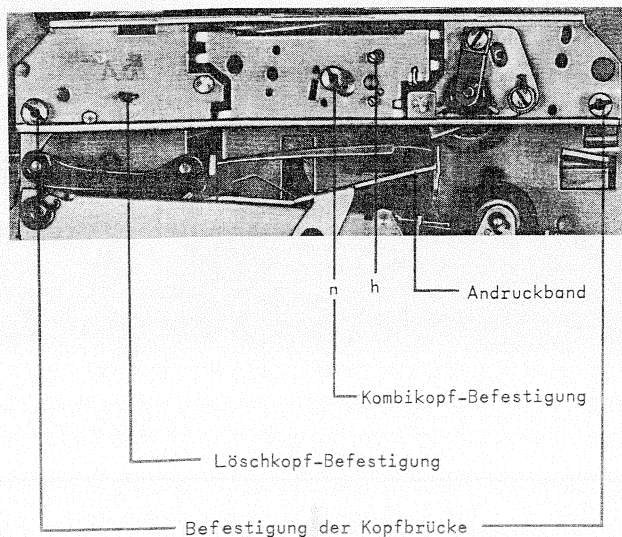 n h
Andruckband
Kombikopf-Befestigung
Löschkopf-Befestigung
Befestigung der Kopfbrücke